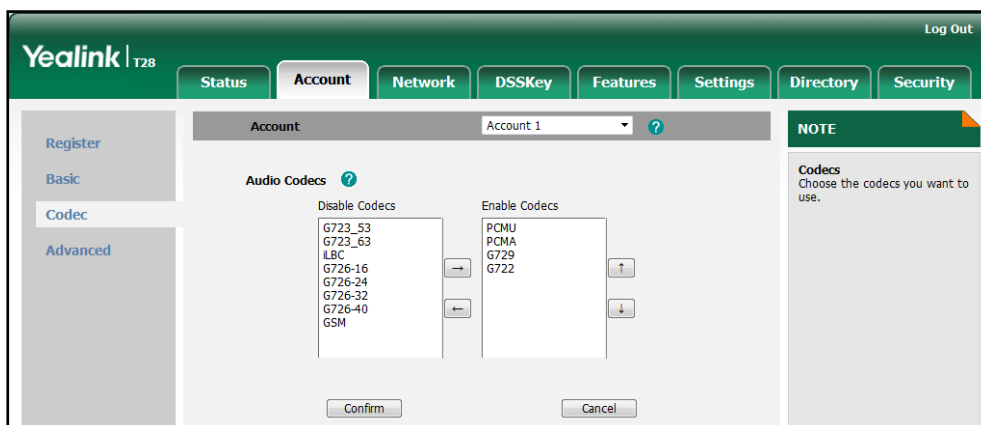 Log Out
Yealink | T28
Status Account Network DSSKey Features Settings Directory Security
Register
Basic
Codec
Advanced
Account Account 1 ?
Audio Codecs ?
Disable Codecs
G723_53
G723_63
iLBC
G726-16
G726-24
G726-32
G726-40
GSM
→
←
Enable Codecs
PCMU
PCMA
G729
G722
↑
↓
Confirm Cancel
NOTE
Codecs
Choose the codecs you want to
use.